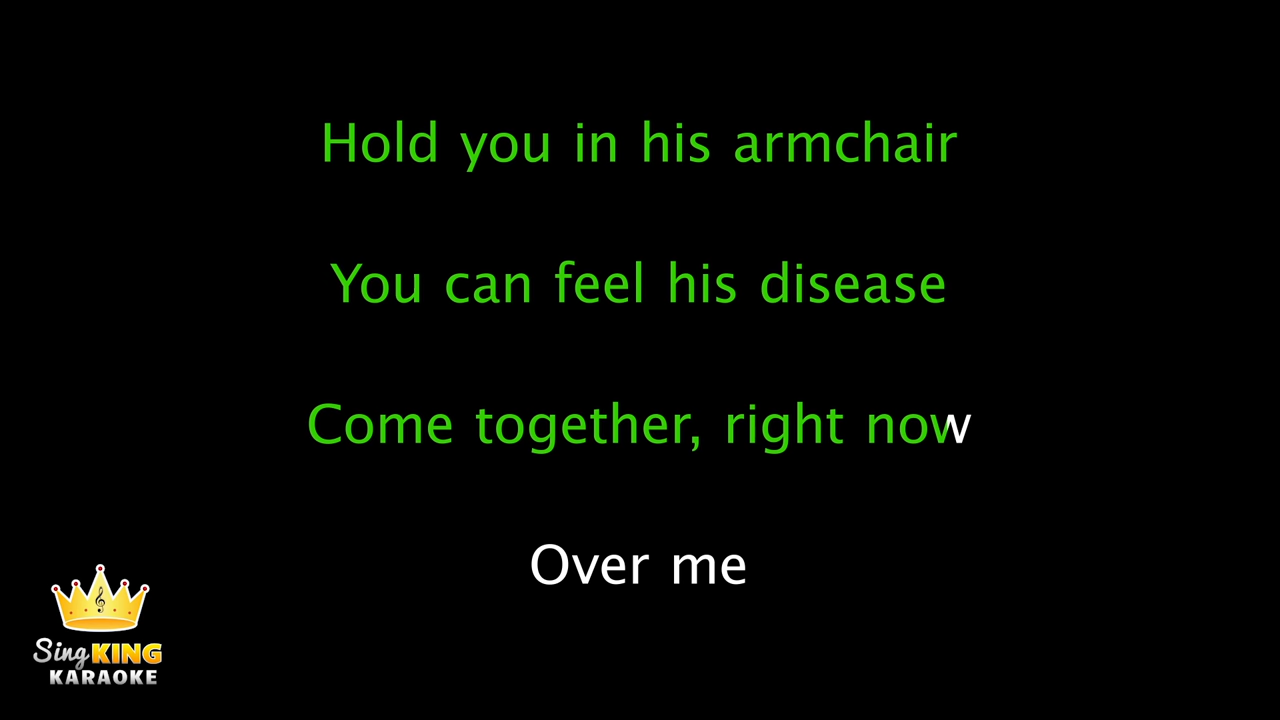 Hold you in his armchair
You can feel his disease
Come together, right now
Over me
Sing KING
KARAOKE